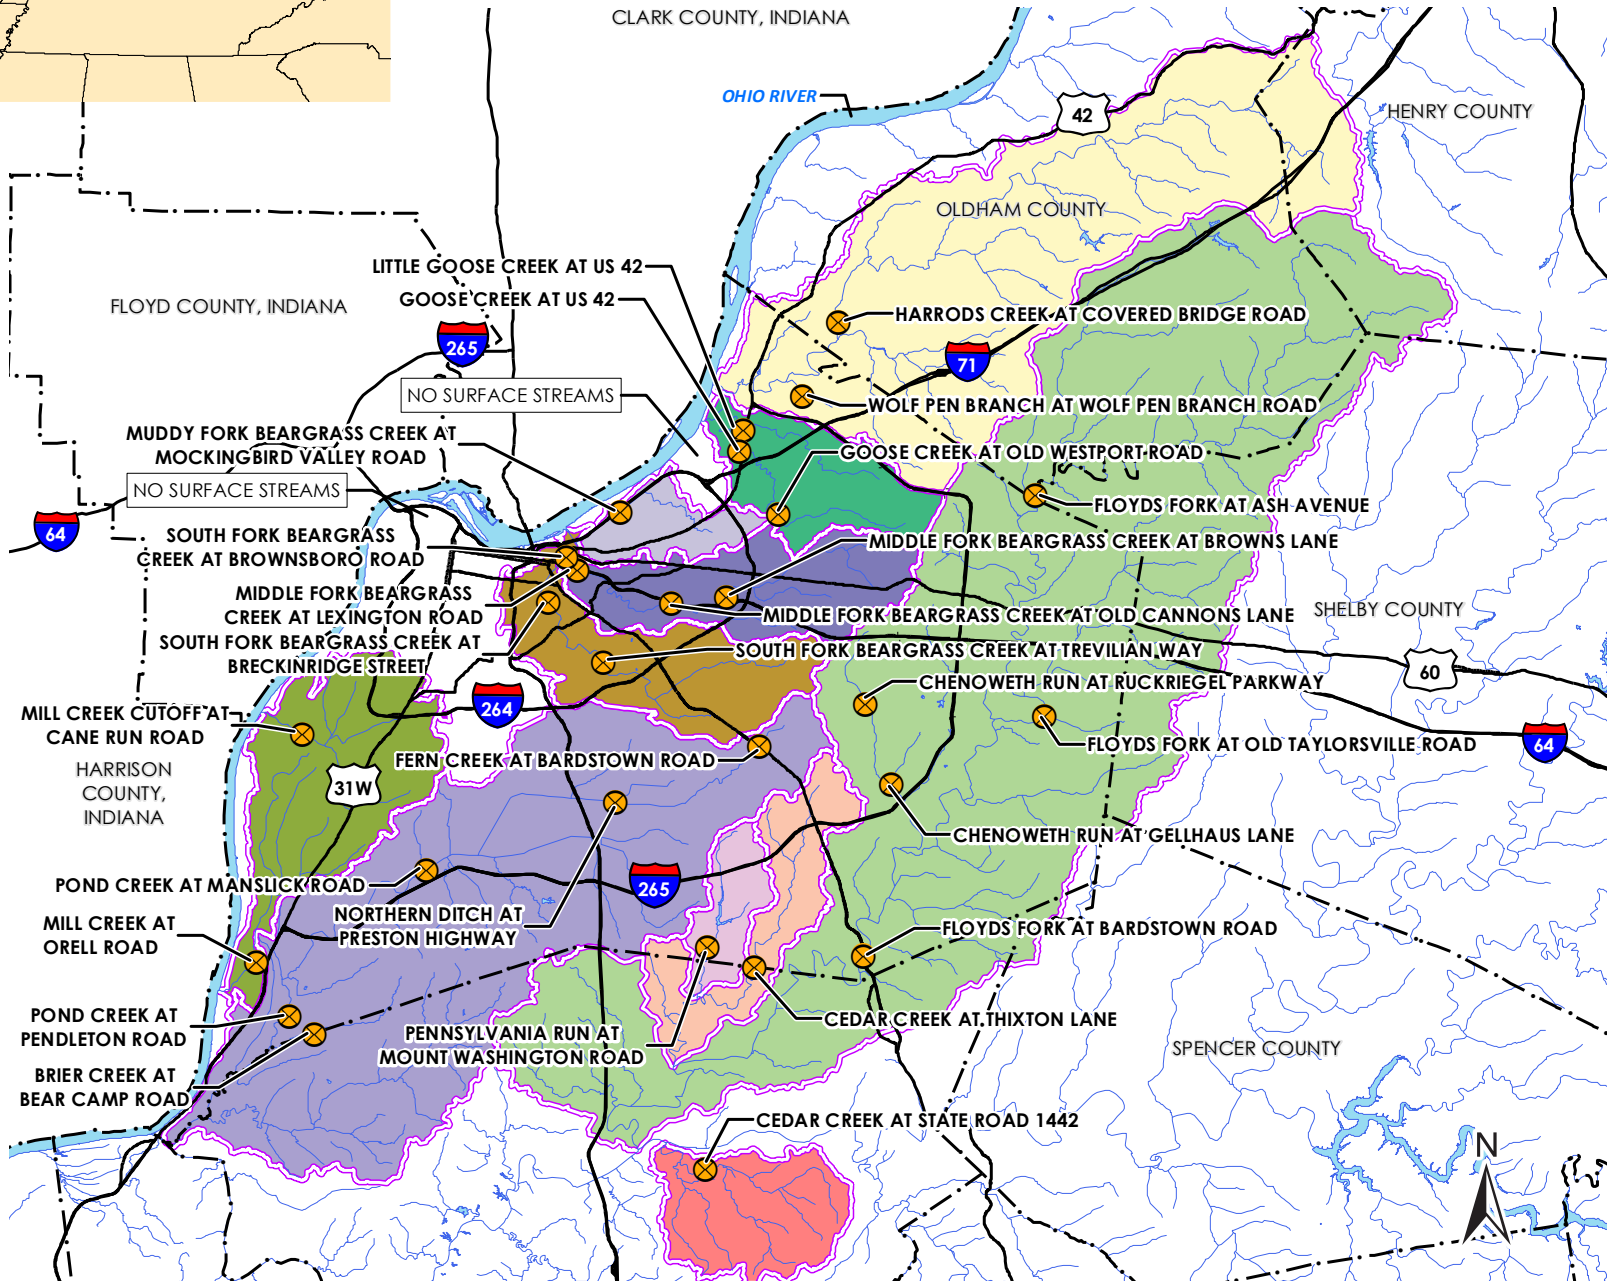 CLARK COUNTY, INDIANA
OHIO RIVER
42
HENRY COUNTY
OLDHAM COUNTY
LITTLE GOOSE CREEK AT US 42
GOOSE CREEK AT US 42
FLOYD COUNTY, INDIANA
HARRODS CREEK AT COVERED BRIDGE ROAD
265
71
NO SURFACE STREAMS
WOLF PEN BRANCH AT WOLF PEN BRANCH ROAD
MUDDY FORK BEARGRASS CREEK AT
MOCKINGBIRD VALLEY ROAD
GOOSE CREEK AT OLD WESTPORT ROAD
NO SURFACE STREAMS
FLOYDS FORK AT ASH AVENUE
64
SOUTH FORK BEARGRASS
CREEK AT BROWNSBORO ROAD
MIDDLE FORK BEARGRASS CREEK AT BROWNS LANE
MIDDLE FORK BEARGRASS
CREEK AT LEXINGTON ROAD
MIDDLE FORK BEARGRASS CREEK AT OLD CANNONS LANE
SHELBY COUNTY
SOUTH FORK BEARGRASS CREEK AT
BRECKINRIDGE STREET
SOUTH FORK BEARGRASS CREEK AT TREVILIAN WAY
60
CHENOWETH RUN AT RUCKRIEGEL PARKWAY
264
MILL CREEK CUTOFF AT
CANE RUN ROAD
FLOYDS FORK AT OLD TAYLORSVILLE ROAD
64
FERN CREEK AT BARDSTOWN ROAD
HARRISON
COUNTY,
INDIANA
31W
CHENOWETH RUN AT GELLHAUS LANE
POND CREEK AT MANSLICK ROAD
265
NORTHERN DITCH AT
PRESTON HIGHWAY
MILL CREEK AT
ORELL ROAD
FLOYDS FORK AT BARDSTOWN ROAD
POND CREEK AT
PENDLETON ROAD
CEDAR CREEK AT THIXTON LANE
PENNSYLVANIA RUN AT
MOUNT WASHINGTON ROAD
SPENCER COUNTY
BRIER CREEK AT
BEAR CAMP ROAD
CEDAR CREEK AT STATE ROAD 1442
N